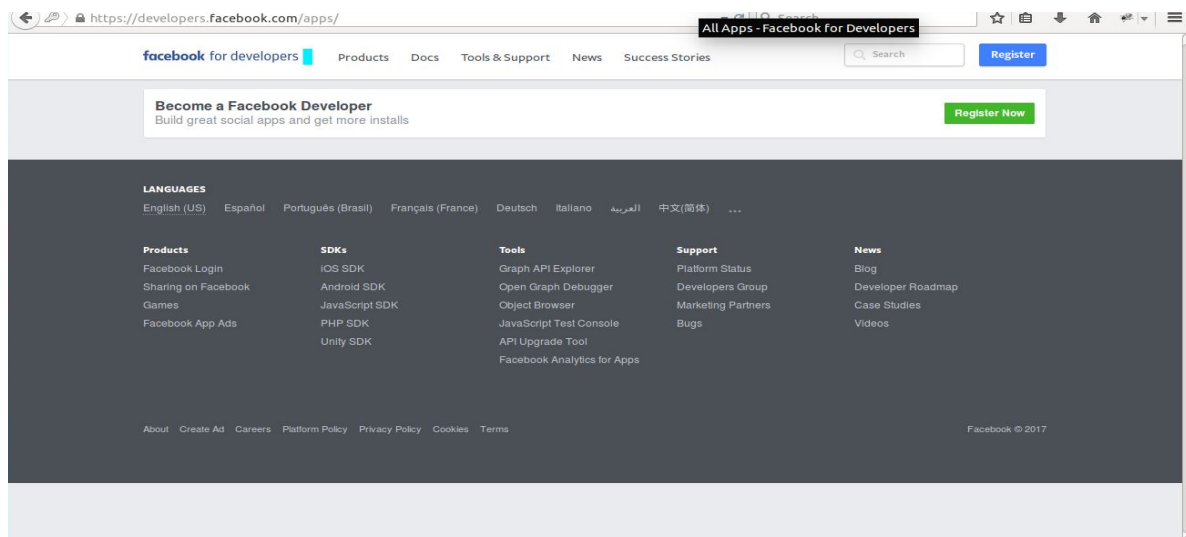 https://developers.facebook.com/apps/
Search
All Apps - Facebook for Developers
facebook for developers Products Docs Tools & Support News Success Stories Search Register
Become a Facebook Developer
Build great social apps and get more installs
Register Now
LANGUAGES
English (US) Español Português (Brasil) Français (France) Deutsch Italiano العربية 中文(简体) ...
Products SDKs Tools Support News
Facebook Login iOS SDK Graph API Explorer Platform Status Blog
Sharing on Facebook Android SDK Open Graph Debugger Developers Group Developer Roadmap
Games JavaScript SDK Object Browser Marketing Partners Case Studies
Facebook App Ads PHP SDK JavaScript Test Console Bugs Videos
Unity SDK API Upgrade Tool
Facebook Analytics for Apps
About Create Ad Careers Platform Policy Privacy Policy Cookies Terms Facebook © 2017